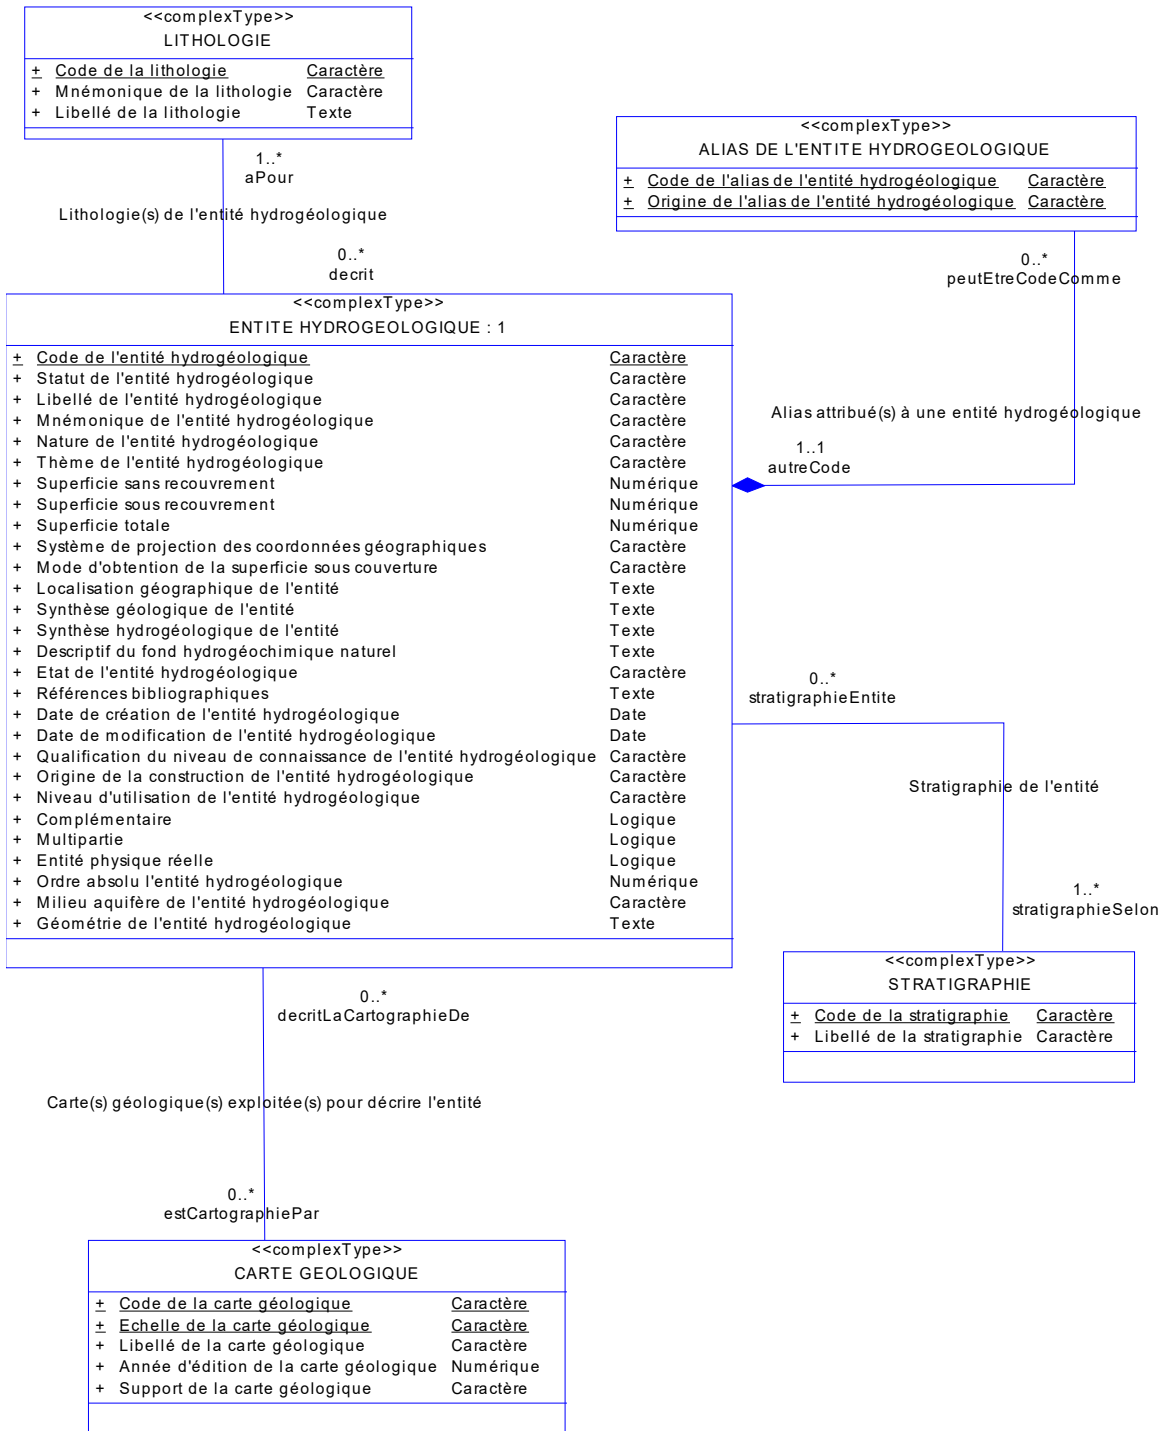 <<complexType>>
LITHOLOGIE
+ Code de la lithologie Caractère
+ Mnémonique de la lithologie Caractère
+ Libellé de la lithologie Texte
1..*
aPour
Lithologie(s) de l'entité hydrogéologique
0..*
decrit
<<complexType>>
ALIAS DE L'ENTITE HYDROGEOLOGIQUE
+ Code de l'alias de l'entité hydrogéologique Caractère
+ Origine de l'alias de l'entité hydrogéologique Caractère
0..*
peutEtreCodeComme
Alias attribué(s) à une entité hydrogéologique
1..1
autreCode
<<complexType>>
ENTITE HYDROGEOLOGIQUE : 1
+ Code de l'entité hydrogéologique Caractère
+ Statut de l'entité hydrogéologique Caractère
+ Libellé de l'entité hydrogéologique Caractère
+ Mnémonique de l'entité hydrogéologique Caractère
+ Nature de l'entité hydrogéologique Caractère
+ Thème de l'entité hydrogéologique Caractère
+ Superficie sans recouvrement Numérique
+ Superficie sous recouvrement Numérique
+ Superficie totale Numérique
+ Système de projection des coordonnées géographiques Caractère
+ Mode d'obtention de la superficie sous couverture Caractère
+ Localisation géographique de l'entité Texte
+ Synthèse géologique de l'entité Texte
+ Synthèse hydrogéologique de l'entité Texte
+ Descriptif du fond hydrogéochimique naturel Texte
+ Etat de l'entité hydrogéologique Caractère
+ Références bibliographiques Texte
+ Date de création de l'entité hydrogéologique Date
+ Date de modification de l'entité hydrogéologique Date
+ Qualification du niveau de connaissance de l'entité hydrogéologique Caractère
+ Origine de la construction de l'entité hydrogéologique Caractère
+ Niveau d'utilisation de l'entité hydrogéologique Caractère
+ Complémentaire Logique
+ Multipartie Logique
+ Entité physique réelle Logique
+ Ordre absolu l'entité hydrogéologique Numérique
+ Milieu aquifère de l'entité hydrogéologique Caractère
+ Géométrie de l'entité hydrogéologique Texte
0..*
stratigraphieEntite
Stratigraphie de l'entité
1..*
stratigraphieSelon
<<complexType>>
STRATIGRAPHIE
+ Code de la stratigraphie Caractère
+ Libellé de la stratigraphie Caractère
0..*
decritLaCartographieDe
Carte(s) géologique(s) exploitée(s) pour décrire l'entité
0..*
estCartographiePar
<<complexType>>
CARTE GEOLOGIQUE
+ Code de la carte géologique Caractère
+ Echelle de la carte géologique Caractère
+ Libellé de la carte géologique Caractère
+ Année d'édition de la carte géologique Numérique
+ Support de la carte géologique Caractère